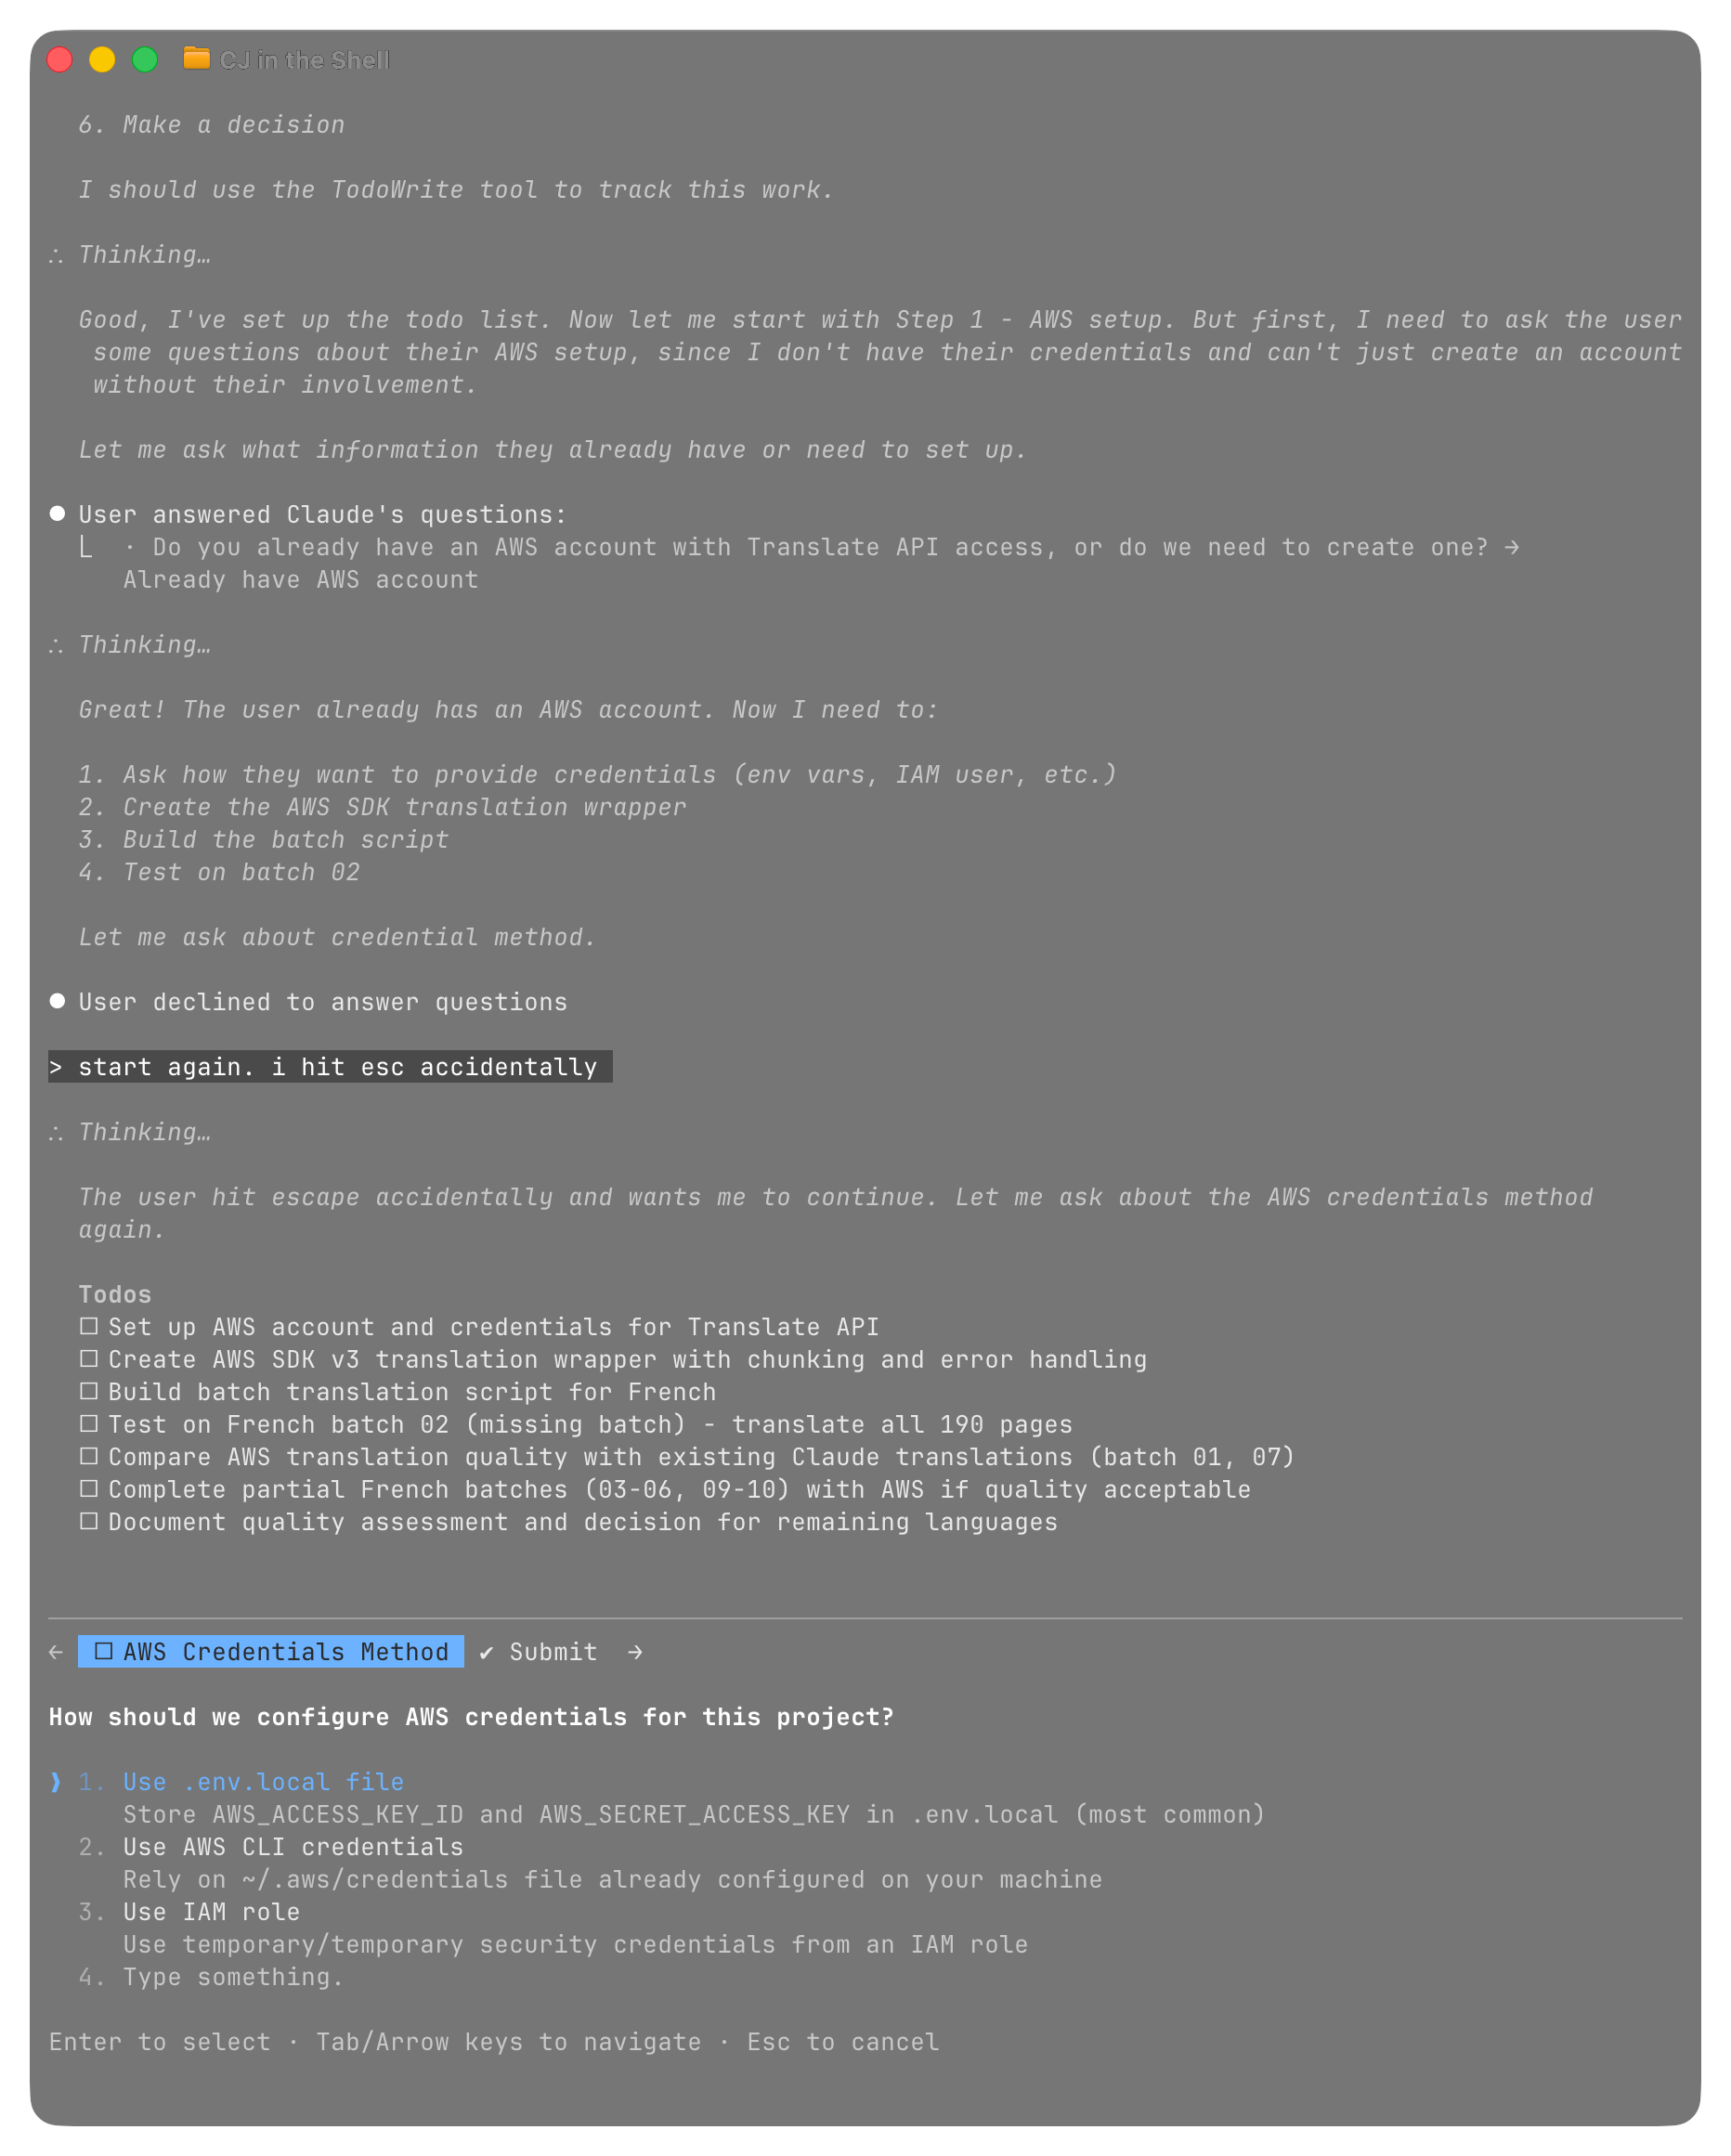 CJ in the Shell
6. Make a decision
I should use the TodoWrite tool to track this work.
∴ Thinking…
Good, I've set up the todo list. Now let me start with Step 1 - AWS setup. But first, I need to ask the user
some questions about their AWS setup, since I don't have their credentials and can't just create an account
without their involvement.
Let me ask what information they already have or need to set up.
● User answered Claude's questions:
⎿ · Do you already have an AWS account with Translate API access, or do we need to create one? →
Already have AWS account
∴ Thinking…
Great! The user already has an AWS account. Now I need to:
1. Ask how they want to provide credentials (env vars, IAM user, etc.)
2. Create the AWS SDK translation wrapper
3. Build the batch script
4. Test on batch 02
Let me ask about credential method.
● User declined to answer questions
> start again. i hit esc accidentally
∴ Thinking…
The user hit escape accidentally and wants me to continue. Let me ask about the AWS credentials method
again.
Todos
☐ Set up AWS account and credentials for Translate API
☐ Create AWS SDK v3 translation wrapper with chunking and error handling
☐ Build batch translation script for French
☐ Test on French batch 02 (missing batch) - translate all 190 pages
☐ Compare AWS translation quality with existing Claude translations (batch 01, 07)
☐ Complete partial French batches (03-06, 09-10) with AWS if quality acceptable
☐ Document quality assessment and decision for remaining languages
← ☐ AWS Credentials Method ✔ Submit →
How should we configure AWS credentials for this project?
❯ 1. Use .env.local file
Store AWS_ACCESS_KEY_ID and AWS_SECRET_ACCESS_KEY in .env.local (most common)
2. Use AWS CLI credentials
Rely on ~/.aws/credentials file already configured on your machine
3. Use IAM role
Use temporary/temporary security credentials from an IAM role
4. Type something.
Enter to select · Tab/Arrow keys to navigate · Esc to cancel